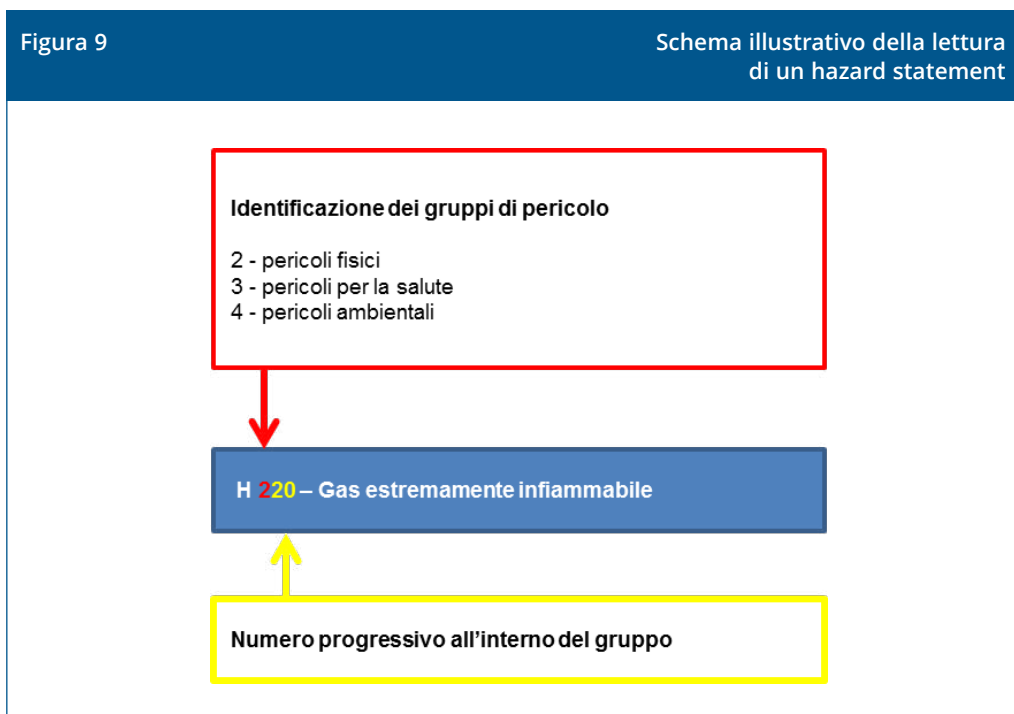 Figura 9
Schema illustrativo della lettura
di un hazard statement
Identificazione dei gruppi di pericolo
2 - pericoli fisici
3 - pericoli per la salute
4 - pericoli ambientali
H 220 – Gas estremamente infiammabile
Numero progressivo all’interno del gruppo